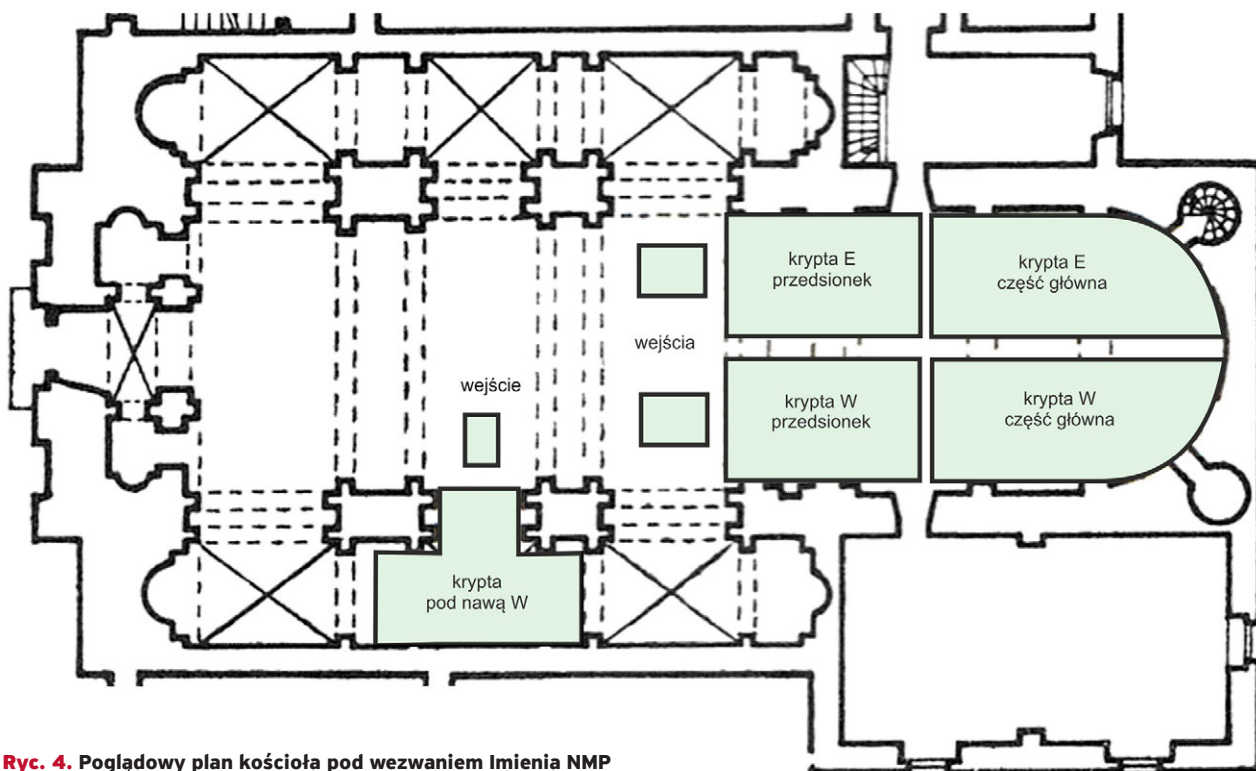 krypta E
przedsionek
krypta E
część główna
wejścia
wejście
krypta W
przedsionek
krypta W
część główna
krypta
pod nawą W
Ryc. 4. Poglądowy plan kościoła pod wezwaniem Imienia NMP